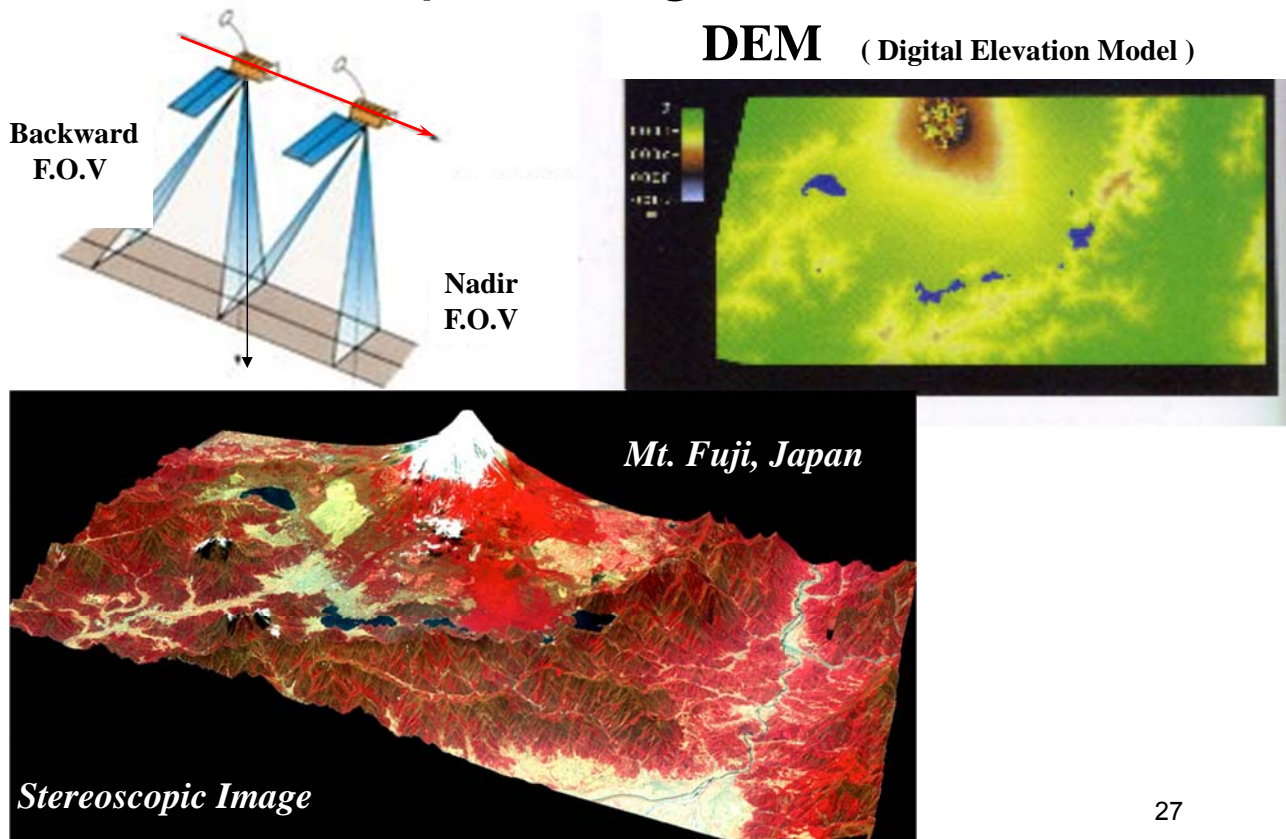 DEM ( Digital Elevation Model )
Backward
F.O.V
Nadir
F.O.V
Mt. Fuji, Japan
Stereoscopic Image
27